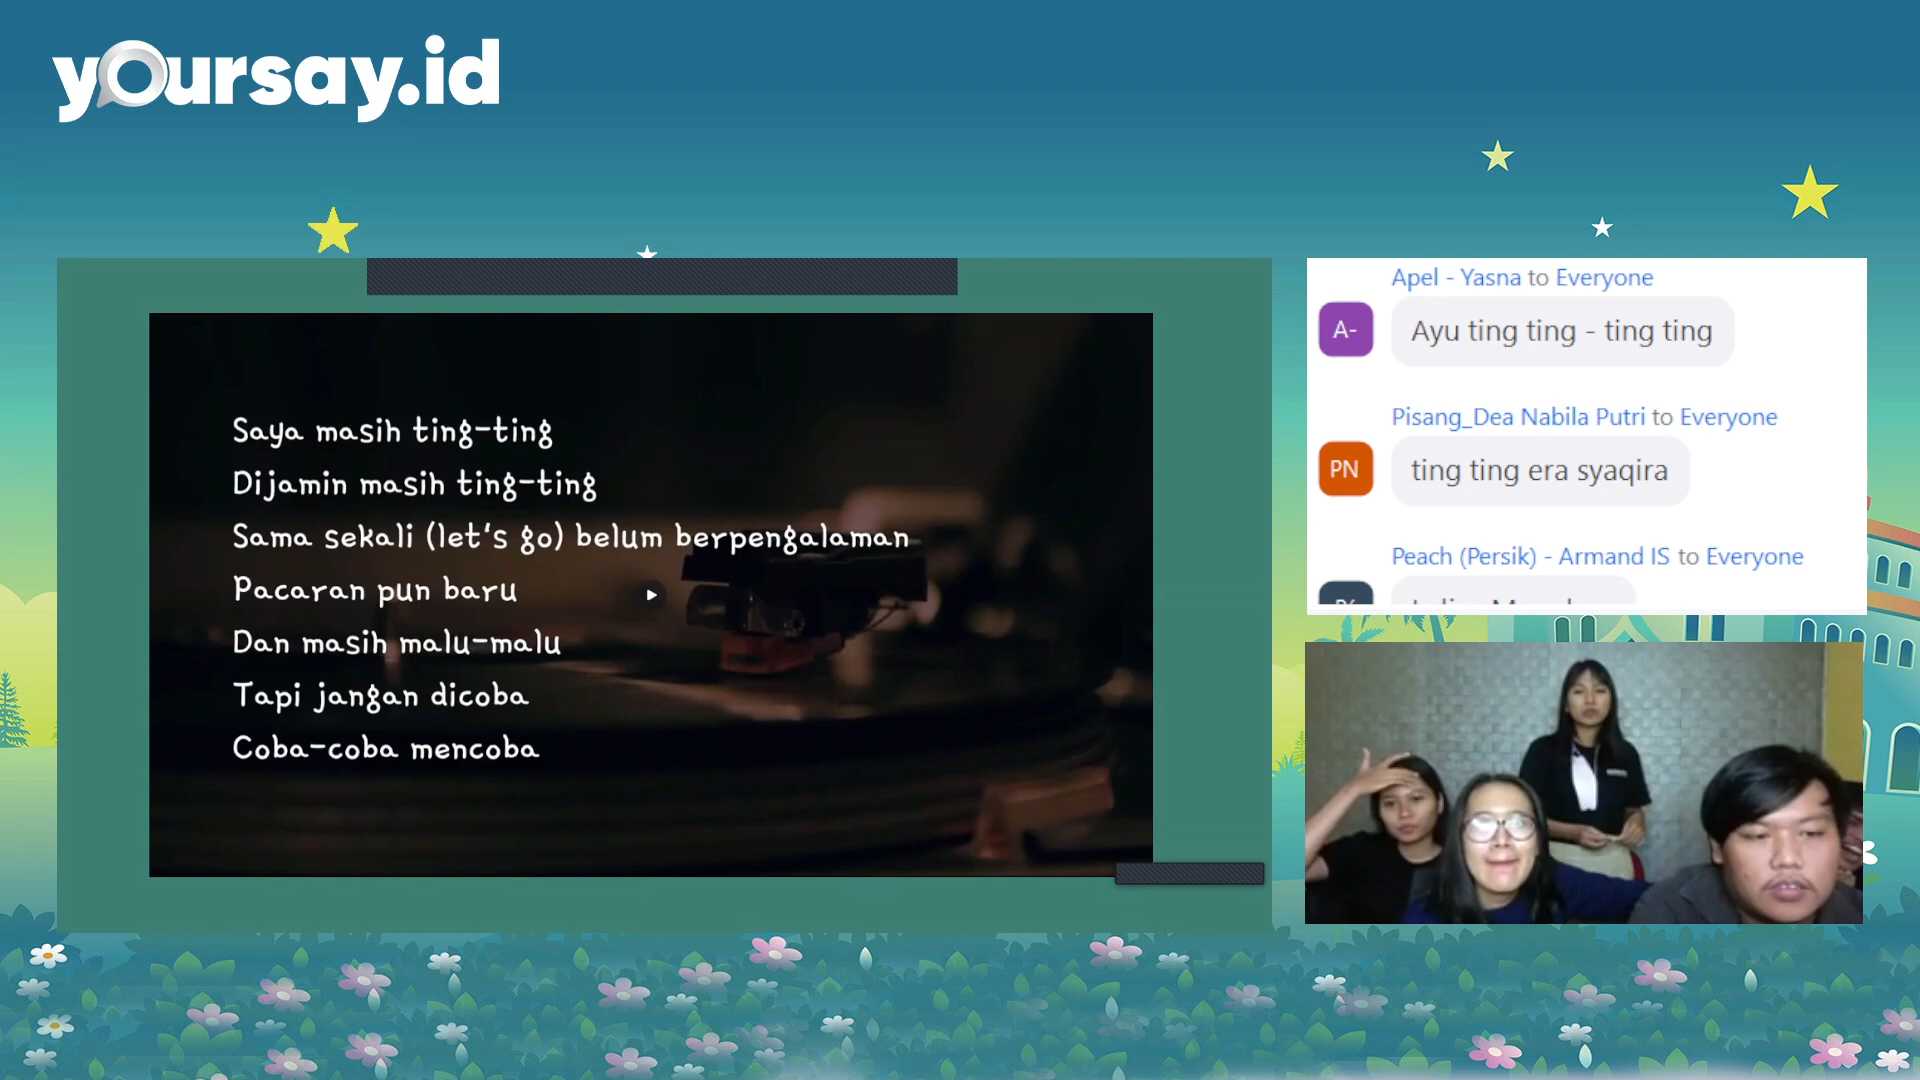 yoursay.id
Saya masih ting-ting
Dijamin masih ting-ting
Sama sekali (let's go) belum berpengalaman
Pacaran pun baru
Dan masih malu-malu
Tapi jangan dicoba
Coba-coba mencoba
Apel - Yasna to Everyone
A-
Ayu ting ting - ting ting
Pisang_Dea Nabila Putri to Everyone
PN
ting ting era syaqira
Peach (Persik) - Armand IS to Everyone